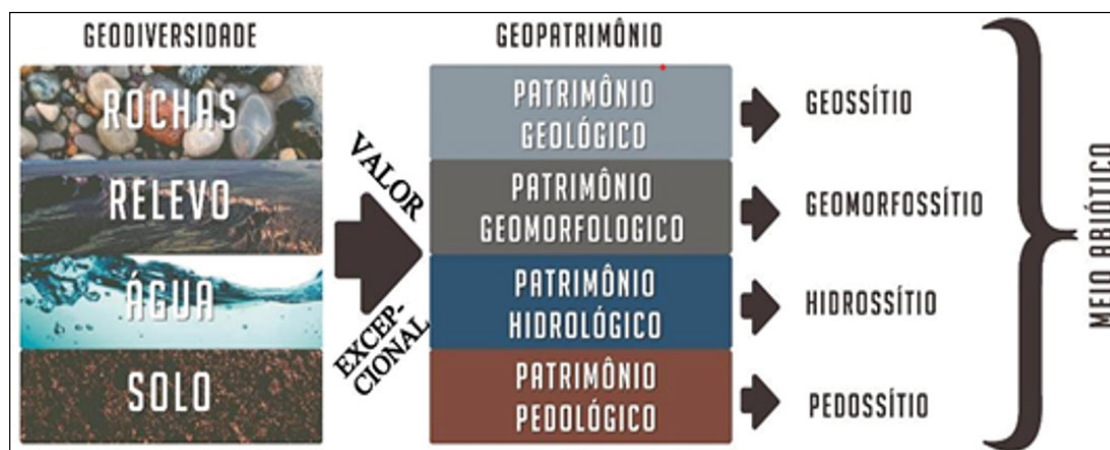 GEODIVERSIDADE
ROCHAS
RELEVO
ÁGUA
SOLO
VALOR
EXCEP-
CIONAL
GEOPATRIMÔNIO
PATRIMÔNIO
GEOLÓGICO
PATRIMÔNIO
GEOMORFOLOGICO
PATRIMÔNIO
HIDROLÓGICO
PATRIMÔNIO
PEDOLÓGICO
GEOSSÍTIO
GEOMORFOSSÍTIO
HIDROSSÍTIO
PEDOSSÍTIO
MEIO ABIÓTICO